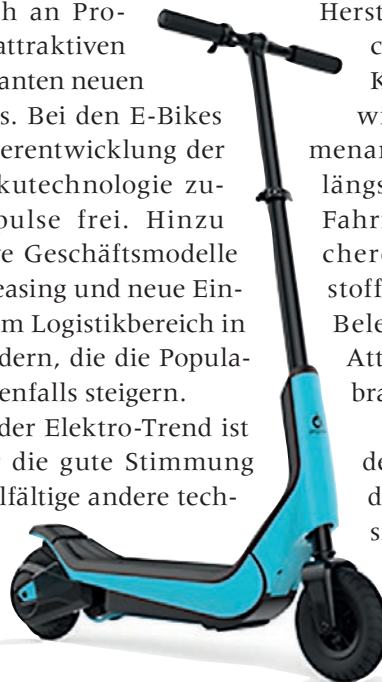 h an Pro-
attraktiven
anten neuen
s. Bei den E-Bikes
erentwicklung der
kutechnologie zu-
pulse frei. Hinzu
e Geschäftsmodelle
easing und neue Ein-
m Logistikbereich in
dern, die die Popula-
enfalls steigern.
der Elektro-Trend ist
die gute Stimmung
lfältige andere tech-
Herst
c
K
wi
menar
längs
Fahr
cher
stoff
Bele
Att
bra
de
d
s